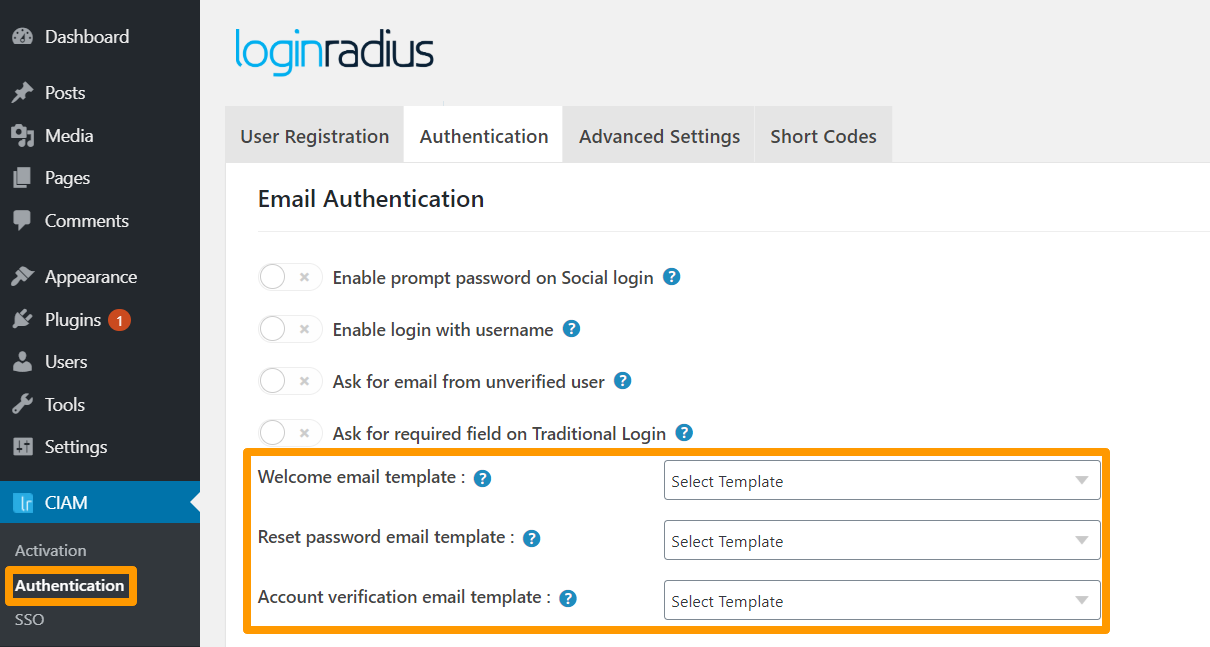 Dashboard
Posts
Media
Pages
Comments
Appearance
Plugins 1
Users
Tools
Settings
lr CIAM
Activation
Authentication
SSO
loginradius
User Registration Authentication Advanced Settings Short Codes
Email Authentication
Enable prompt password on Social login ?
Enable login with username ?
Ask for email from unverified user ?
Ask for required field on Traditional Login ?
Welcome email template : ? Select Template
Reset password email template : ? Select Template
Account verification email template : ? Select Template